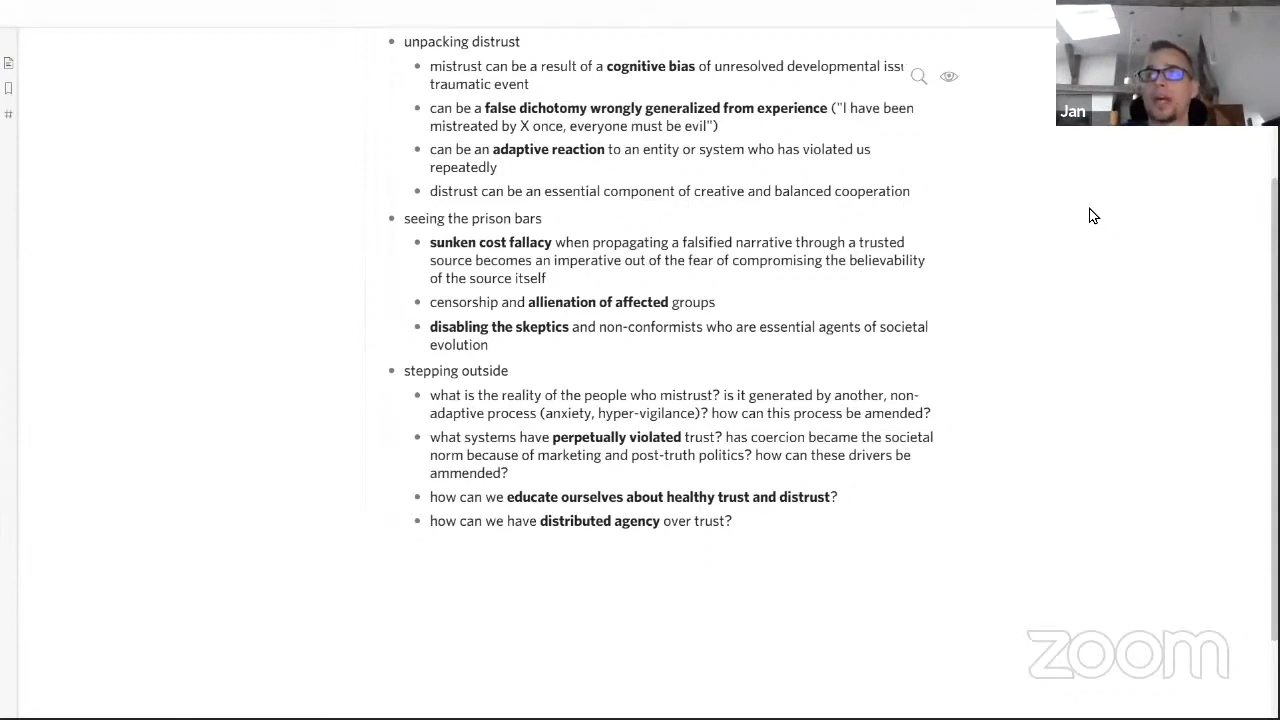 unpacking distrust
mistrust can be a result of a cognitive bias of unresolved developmental
traumatic event
can be a false dichotomy wrongly generalized from experience ("I have been
mistreated by X once, everyone must be evil")
can be an adaptive reaction to an entity or system who has violated us
repeatedly
distrust can be an essential component of creative and balanced cooperation
seeing the prison bars
sunken cost fallacy when propagating a falsified narrative through a trusted
source becomes an imperative out of the fear of compromising the believability
of the source itself
censorship and allienation of affected groups
disabling the skeptics and non-conformists who are essential agents of societal
evolution
stepping outside
what is the reality of the people who mistrust? is it generated by another, non-
adaptive process (anxiety, hyper-vigilance)? how can this process be amended?
what systems have perpetually violated trust? has coercion became the societal
norm because of marketing and post-truth politics? how can these drivers be
ammended?
how can we educate ourselves about healthy trust and distrust?
how can we have distributed agency over trust?
Jan
zoom